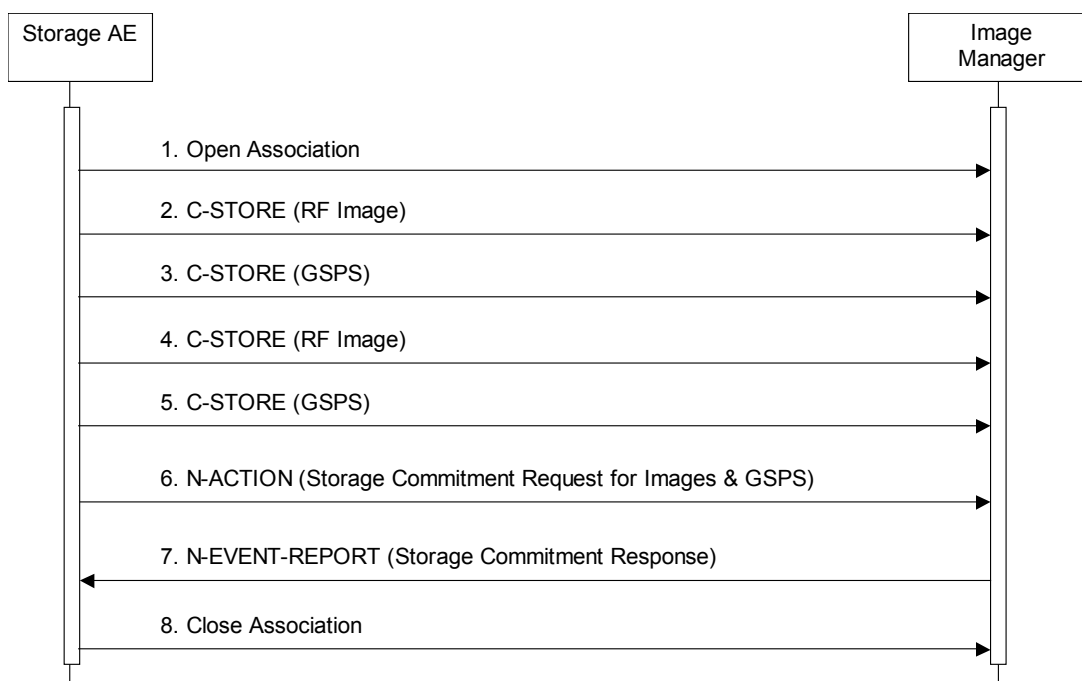 Storage AE
Image
Manager
1. Open Association
2. C-STORE (RF Image)
3. C-STORE (GSPS)
4. C-STORE (RF Image)
5. C-STORE (GSPS)
6. N-ACTION (Storage Commitment Request for Images & GSPS)
7. N-EVENT-REPORT (Storage Commitment Response)
8. Close Association